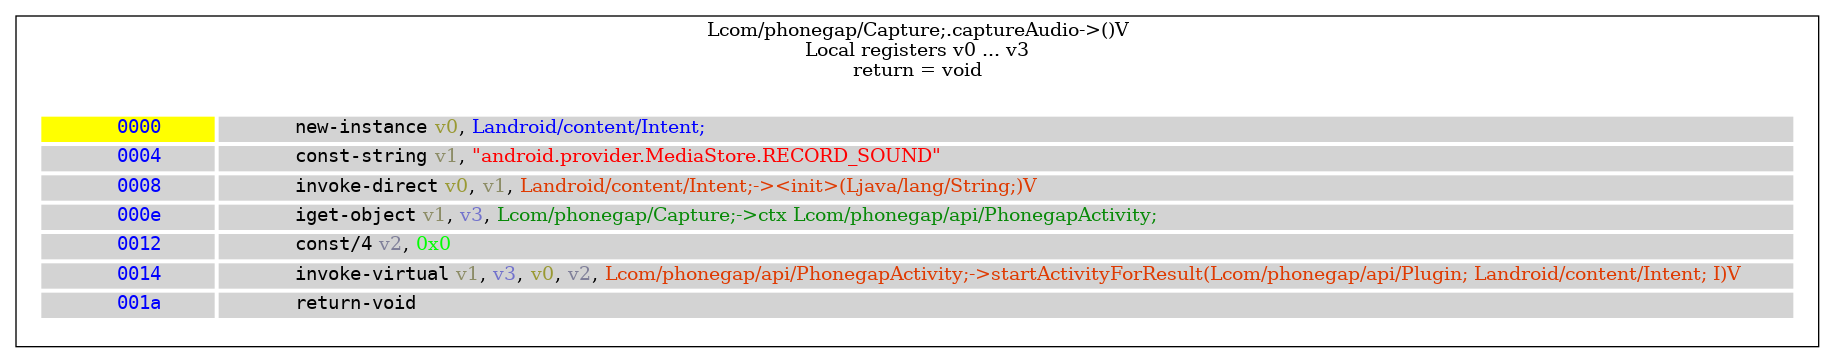 Lcom/phonegap/Capture;.captureAudio->()V
Local registers v0 ... v3
return = void
0000 new-instance v0, Landroid/content/Intent;
0004 const-string v1, "android.provider.MediaStore.RECORD_SOUND"
0008 invoke-direct v0, v1, Landroid/content/Intent;-><init>(Ljava/lang/String;)V
000e iget-object v1, v3, Lcom/phonegap/Capture;->ctx Lcom/phonegap/api/PhonegapActivity;
0012 const/4 v2, 0x0
0014 invoke-virtual v1, v3, v0, v2, Lcom/phonegap/api/PhonegapActivity;->startActivityForResult(Lcom/phonegap/api/Plugin; Landroid/content/Intent; I)V
001a return-void